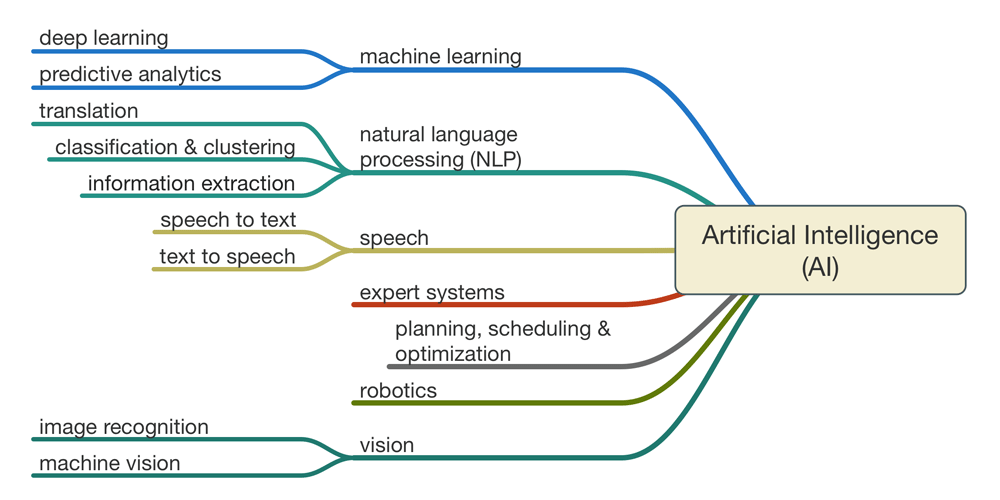 deep learning
predictive analytics
machine learning
translation
classification & clustering
information extraction
natural language
processing (NLP)
speech to text
text to speech
speech
expert systems
planning, scheduling &
optimization
robotics
image recognition
machine vision
vision
Artificial Intelligence
(AI)